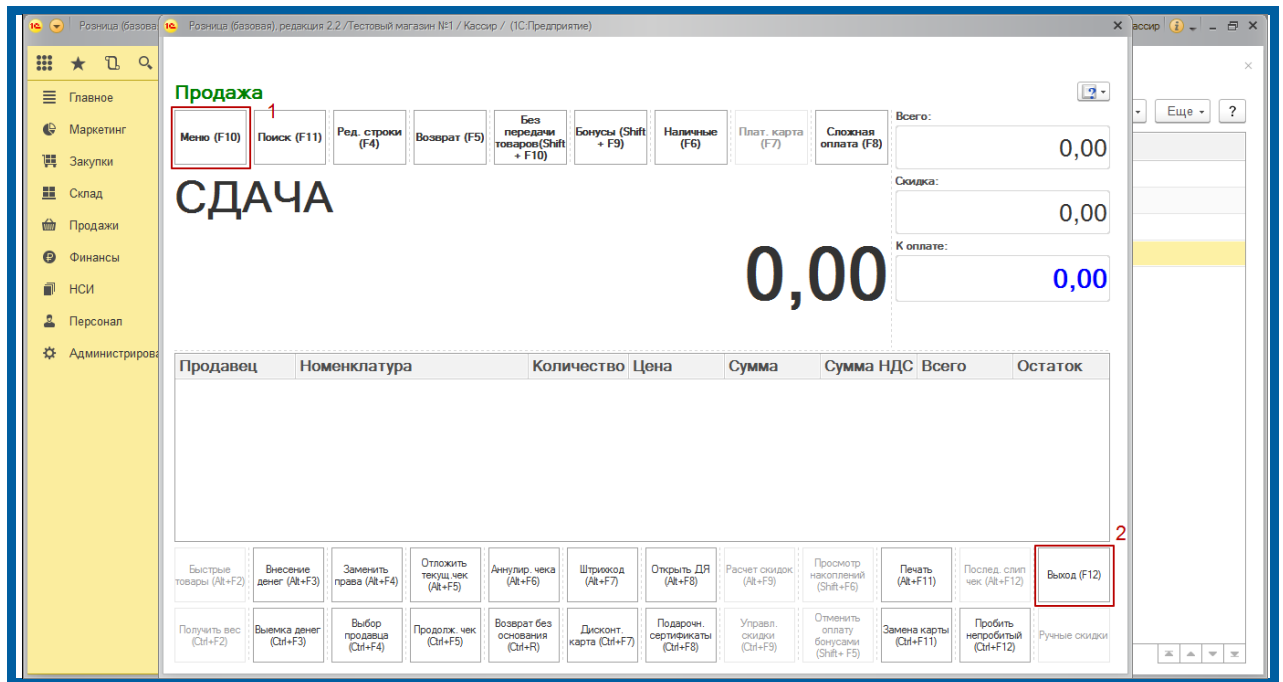 Розница (базова
Розница (базовая), редакция 2.2 /Тестовый магазин №1 / Кассир / (1С:Предприятие)
ассир
Главное
Маркетинг
Закупки
Склад
Продажи
Финансы
НСИ
Персонал
Администрирова
Еще
?
Продажа
1
Меню (F10)
Поиск (F11)
Ред. строки
(F4)
Возврат (F5)
Без
передачи
товаров(Shift
+ F10)
Бонусы (Shift
+ F9)
Наличные
(F6)
Плат. карта
(F7)
Сложная
оплата (F8)
Всего:
0,00
Скидка:
0,00
К оплате:
0,00
СДАЧА
0,00
Продавец Номенклатура Количество Цена Сумма Сумма НДС Всего Остаток
2
Быстрые
товары (Alt+F2)
Внесение
денег (Alt+F3)
Заменить
права (Alt+F4)
Отложить
текущ.чек
(Alt+F5)
Аннулир. чека
(Alt+F6)
Штрихкод
(Alt+F7)
Открыть ДЯ
(Alt+F8)
Расчет скидок
(Alt+F9)
Просмотр
накоплений
(Shift+F6)
Печать
(Alt+F11)
Послед. слип
чек (Alt+F12)
Выход (F12)
Получить вес
(Ctrl+F2)
Выемка денег
(Ctrl+F3)
Выбор
продавца
(Ctrl+F4)
Продолж. чек
(Ctrl+F5)
Возврат без
основания
(Ctrl+R)
Дисконт.
карта (Ctrl+F7)
Подарочн.
сертификаты
(Ctrl+F8)
Управл.
скидки
(Ctrl+F9)
Отменить
оплату
бонусами
(Shift+ F5)
Замена карты
(Ctrl+F11)
Пробить
непробитый
(Ctrl+F12)
Ручные скидки